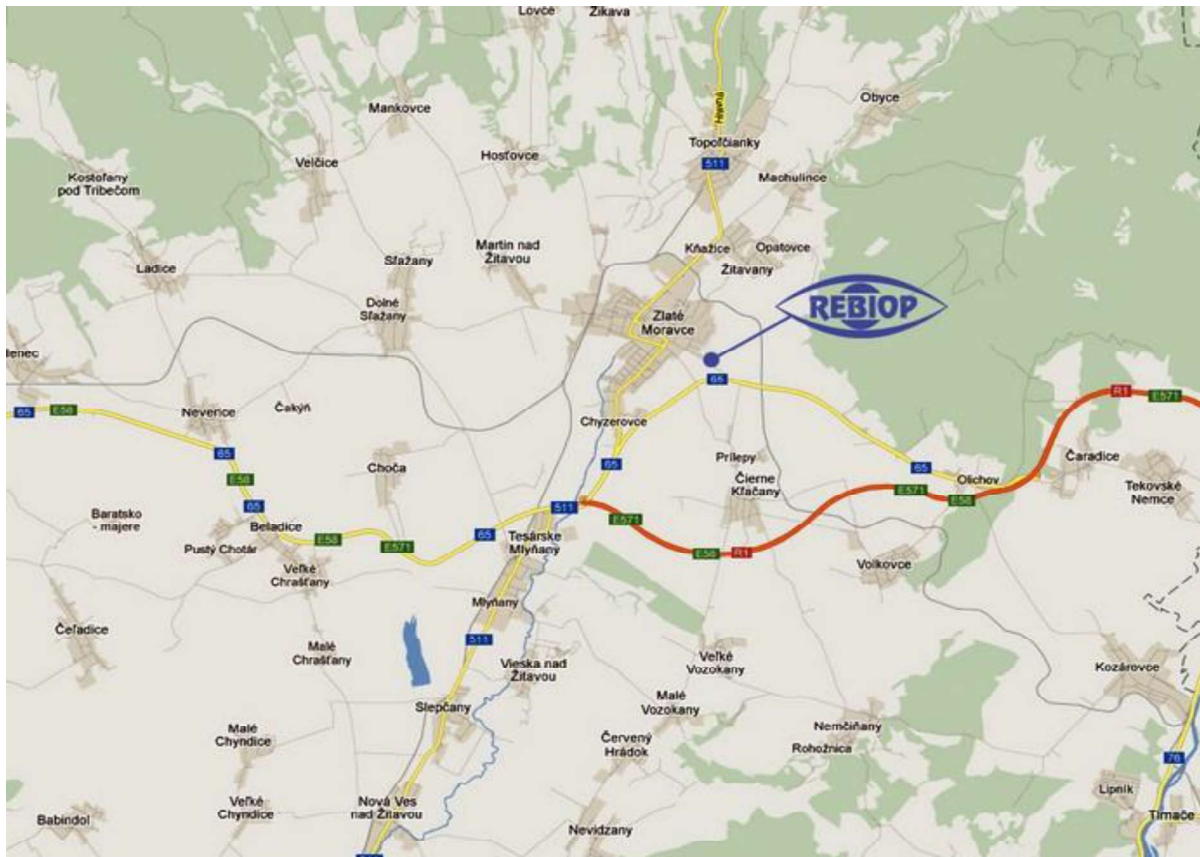 Lovce
Žikava
Mankovce
Obyce
Hlavná
Topoľčianky
511
Hosťovce
Velčice
Machulince
Kostoľany
pod Tribečom
Kňažice
Opatovce
Martin nad
Žitavou
Sľažany
Ladice
Žitavany
Dolné
Sľažany
REBIOP
Zlaté
Moravce
65
R1
E571
65
E58
Neverice
Čakýň
Chyzerovce
65
65
Prílepy
Čaradice
Choča
65
Olichov
E58
Čierne
Kľačany
Tekovské
Nemce
E571
E58
65
511
Baratsko
- majere
E571
Beladice
65
E58
Tesárske
Mlyňany
Pustý Chotár
E571
E58
R1
Volkovce
Veľké
Chrašťany
Mlyňany
Čeľadice
511
Malé
Chrašťany
Vieska nad
Žitavou
Veľké
Vozokany
Kozárovce
Malé
Vozokany
Slepčany
Nemčiňany
Malé
Chyndice
Červený
Hrádok
Rohožnica
76
Lipník
Nová Ves
nad Žitavou
Veľké
Chyndice
Babindol
Tlmače
Nevidzany